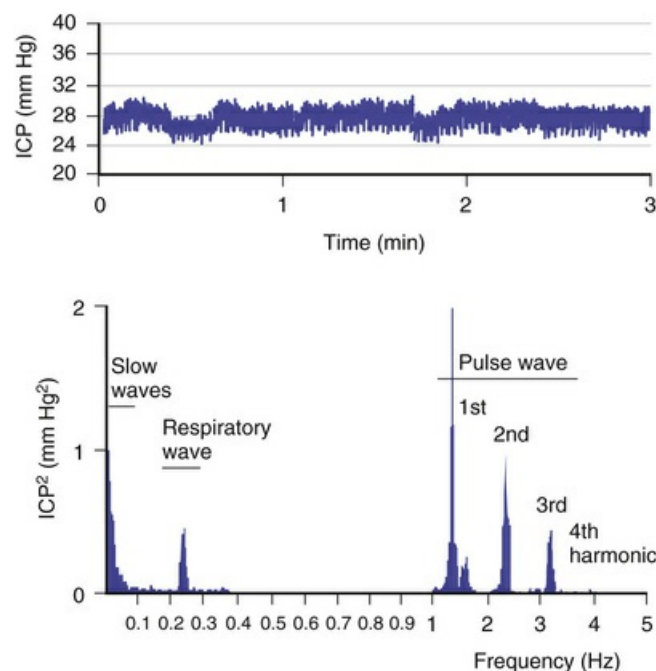 40
36
32
28
24
20
ICP (mm Hg)
0 1 2 3
Time (min)
2
1
0
ICP² (mm Hg²)
Slow
waves
Respiratory
wave
Pulse wave
1st
2nd
3rd
4th
harmonic
0.1 0.2 0.3 0.4 0.5 0.6 0.7 0.8 0.9 1 2 3 4 5
Frequency (Hz)